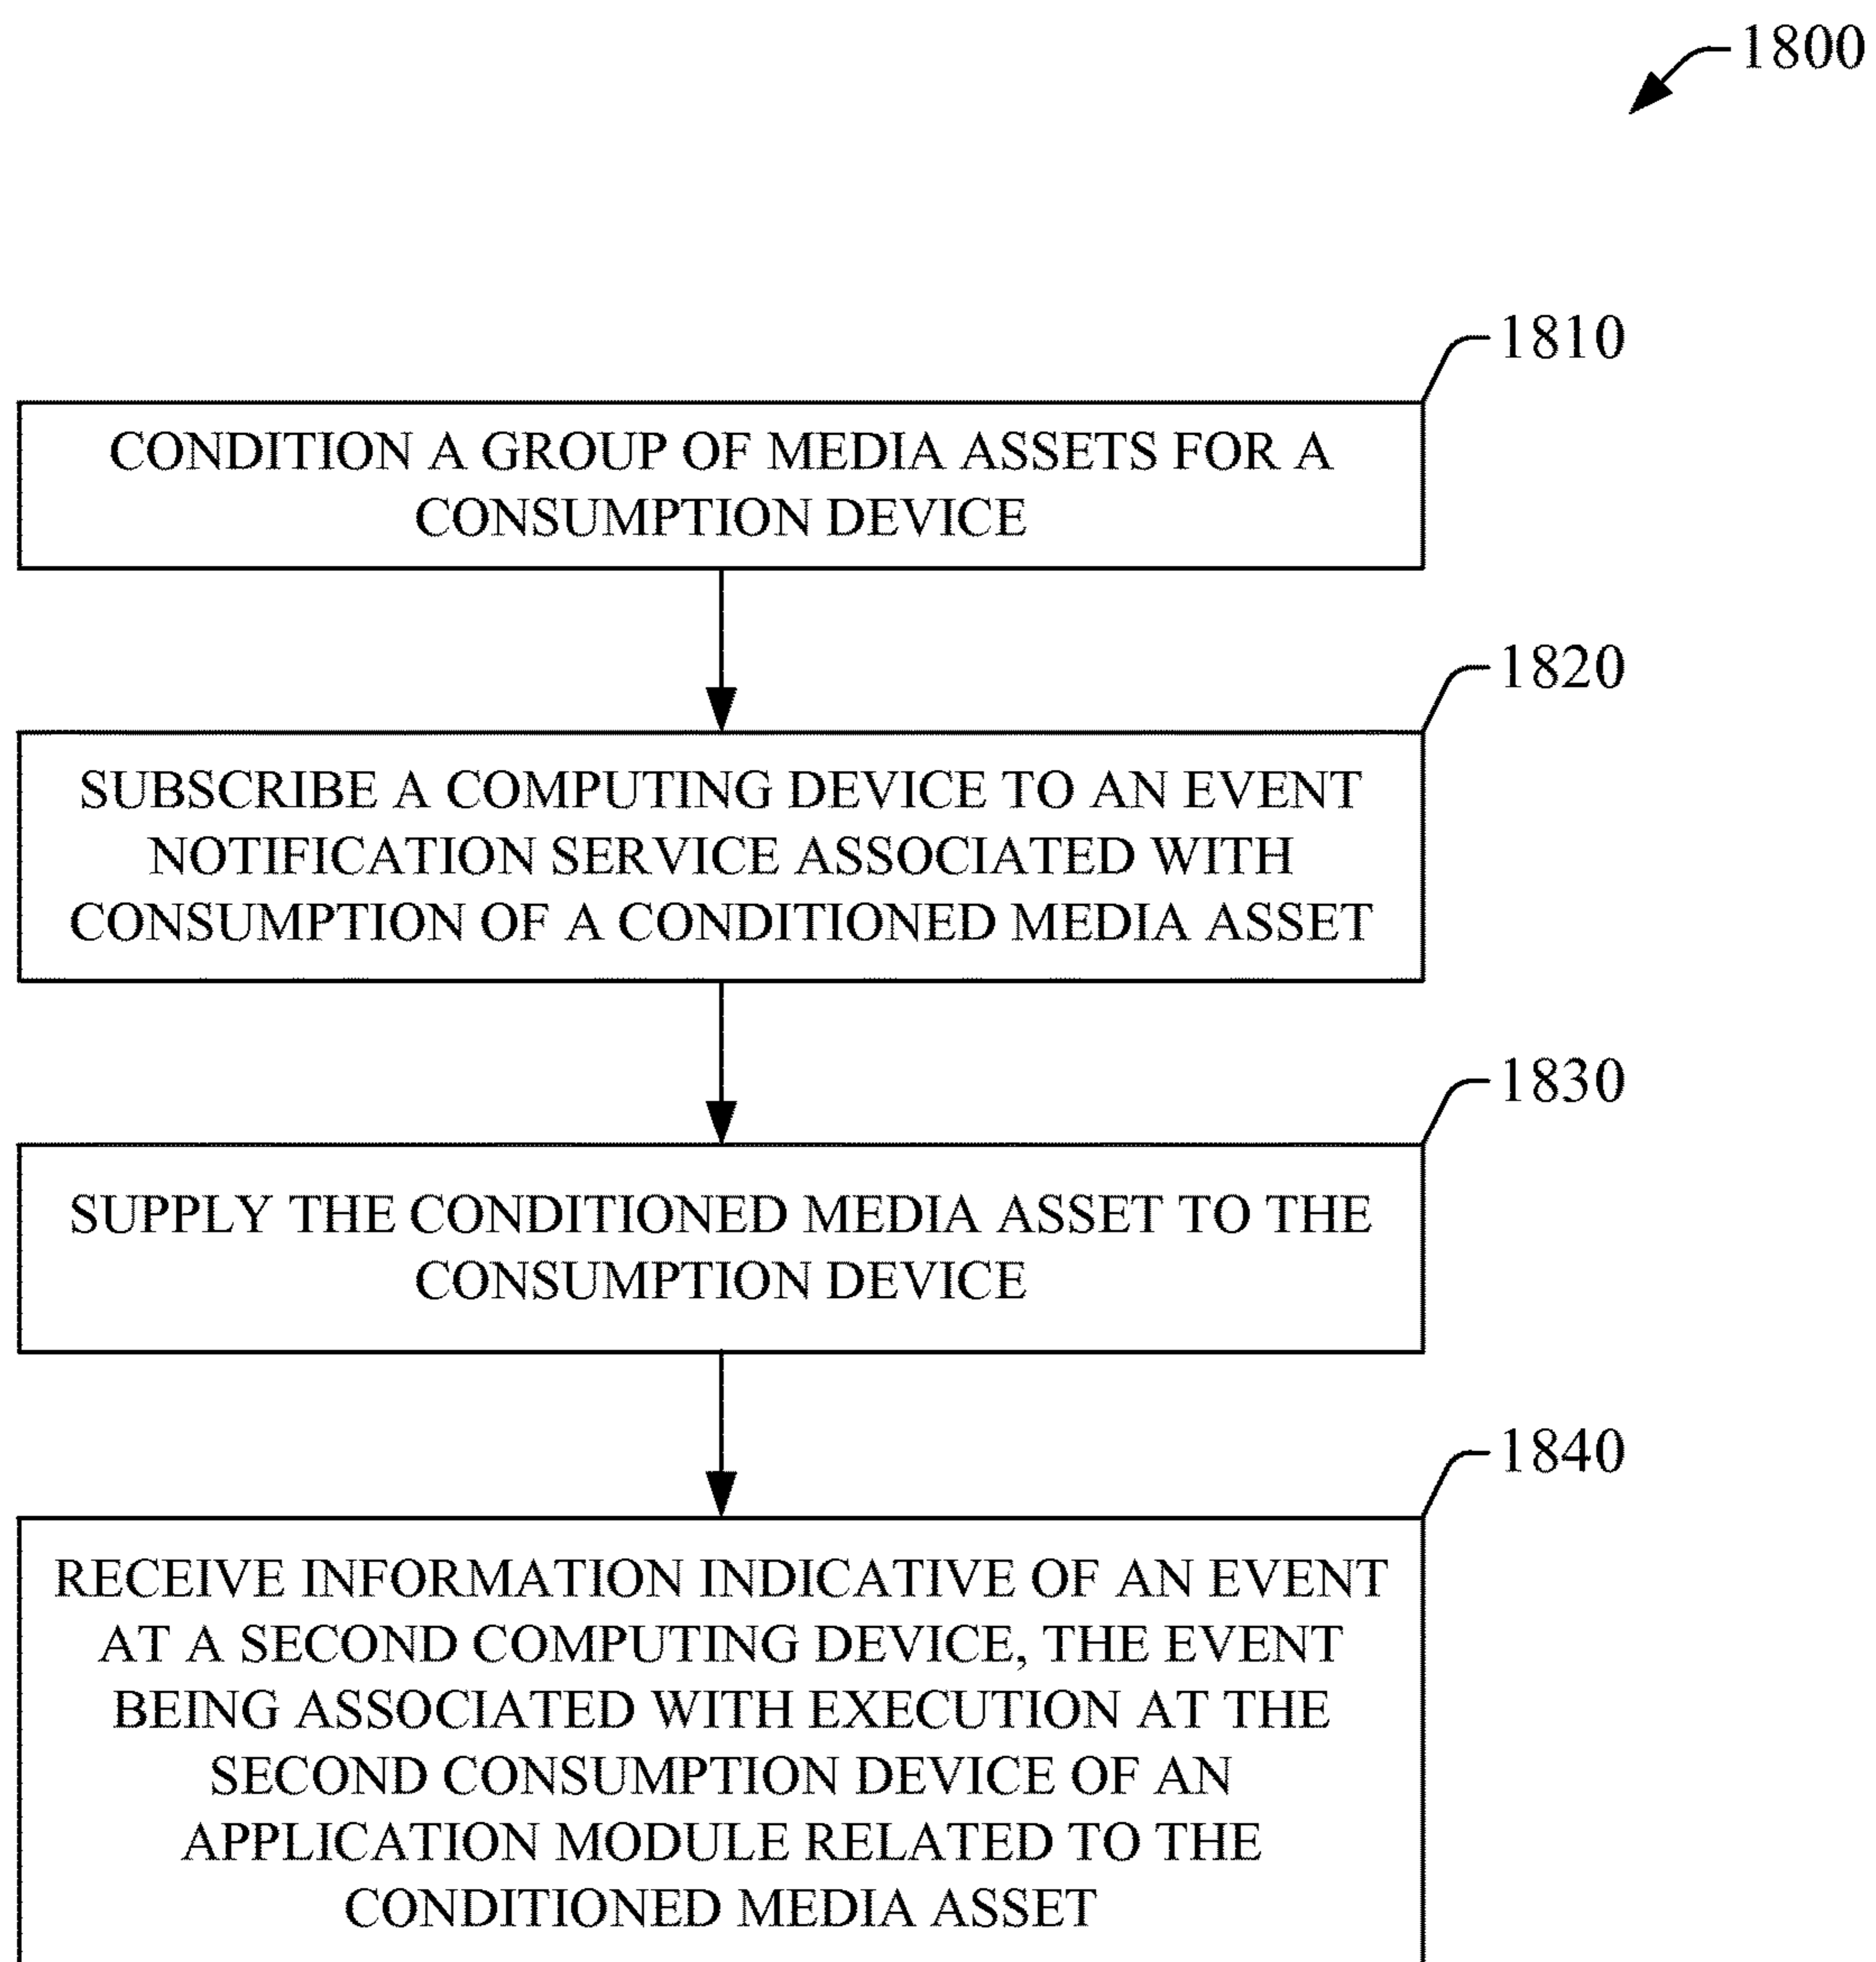 1800
1810
CONDITION A GROUP OF MEDIA ASSETS FOR A
CONSUMPTION DEVICE
1820
SUBSCRIBE A COMPUTING DEVICE TO AN EVENT
NOTIFICATION SERVICE ASSOCIATED WITH
CONSUMPTION OF A CONDITIONED MEDIA ASSET
1830
SUPPLY THE CONDITIONED MEDIA ASSET TO THE
CONSUMPTION DEVICE
1840
RECEIVE INFORMATION INDICATIVE OF AN EVENT
AT A SECOND COMPUTING DEVICE, THE EVENT
BEING ASSOCIATED WITH EXECUTION AT THE
SECOND CONSUMPTION DEVICE OF AN
APPLICATION MODULE RELATED TO THE
CONDITIONED MEDIA ASSET